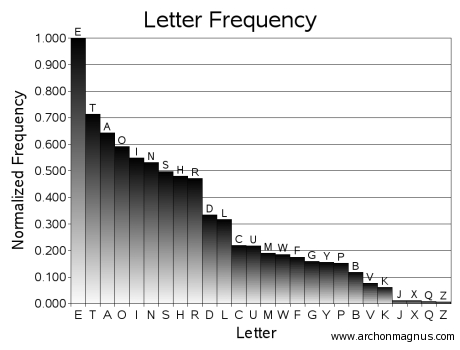 Letter Frequency
Normalized Frequency
1.000
0.900
0.800
0.700
0.600
0.500
0.400
0.300
0.200
0.100
0.000
E
T
A
O
I
N
S
H
R
D
L
C U
M W F G Y P
B
V
K
J X Q Z
E T A O I N S H R D L C U M W F G Y P B V K J X Q Z
Letter
www.archonmagnus.com